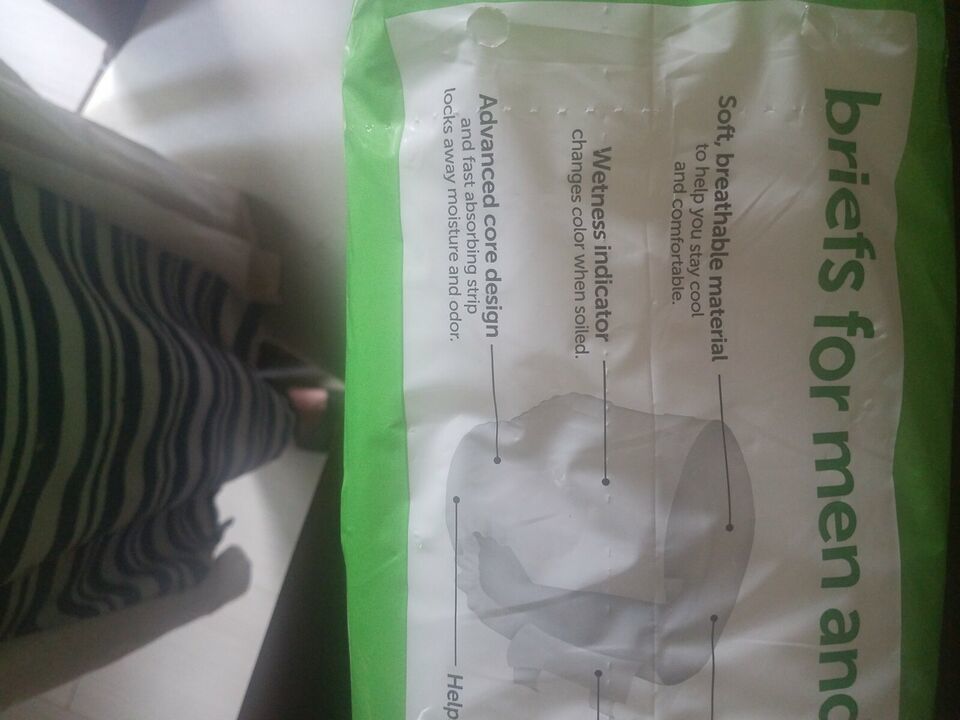 briefs for men and
Soft, breathable material
to help you stay cool
and comfortable.
Wetness indicator
changes color when soiled.
Advanced core design
and fast absorbing strip
locks away moisture and odor.
Help